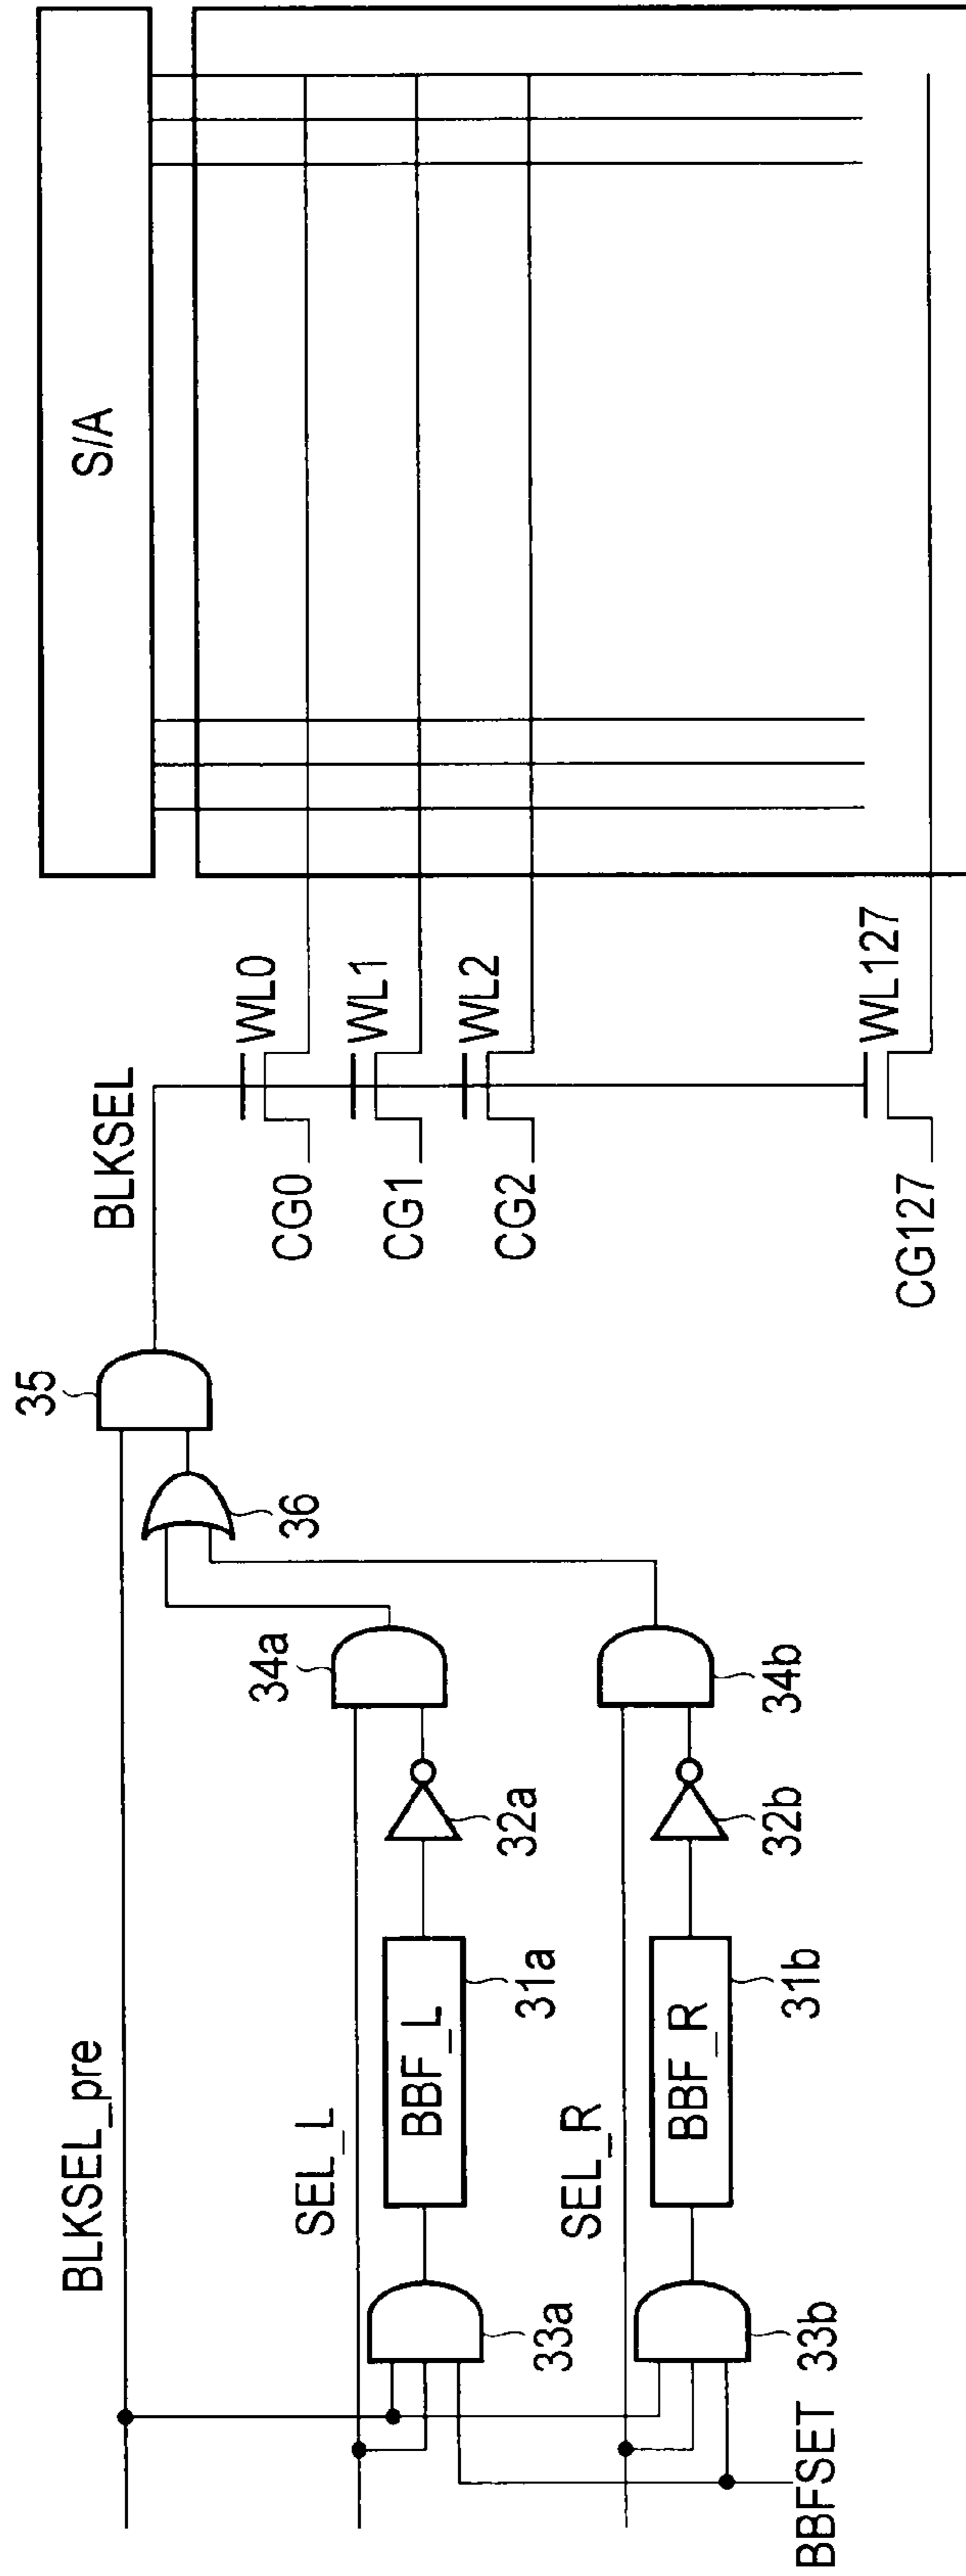 S/A
BLKSEL_pre
BLKSEL
35
36
SEL_L
34a
WL0
CG0
WL1
CG1
WL2
CG2
33a
BBF_L
31a
32a
SEL_R
34b
WL127
CG127
33b
BBF_R
31b
32b
BBFSET